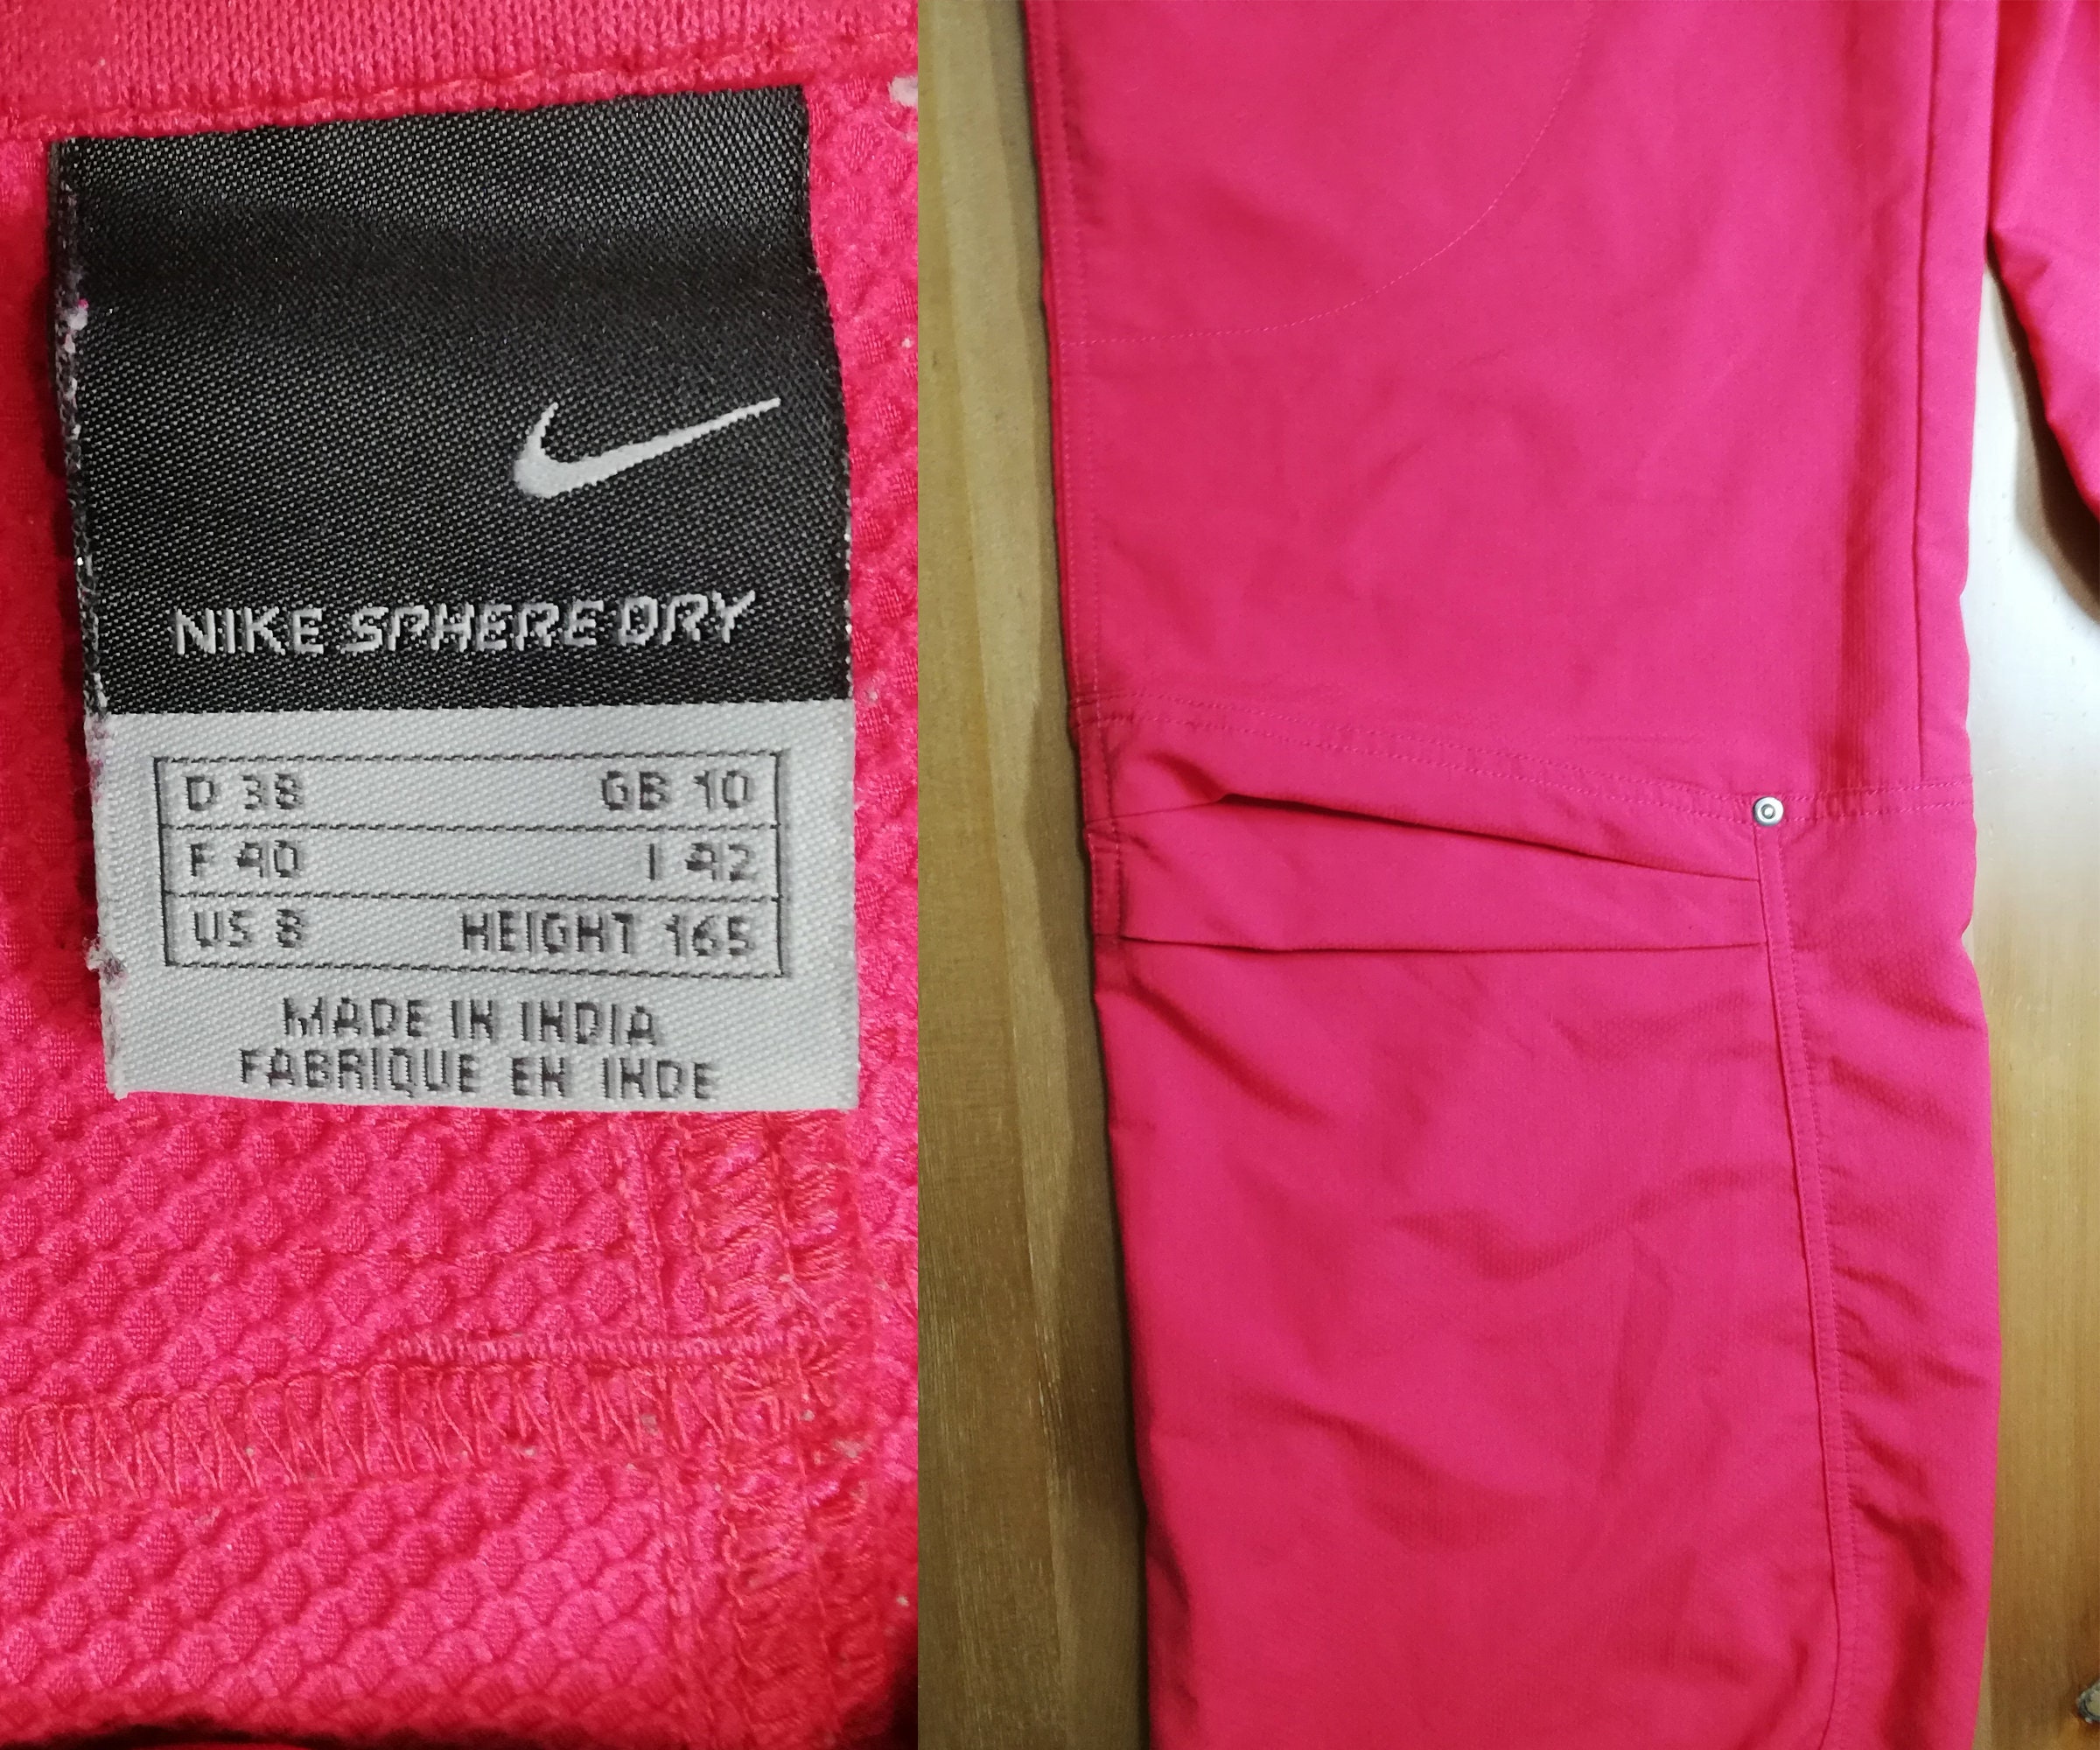 NIKE SPHERE DRY
D 38 GB 10
F 40 I 42
US 8 HEIGHT 165
MADE IN INDIA
FABRIQUE EN INDE